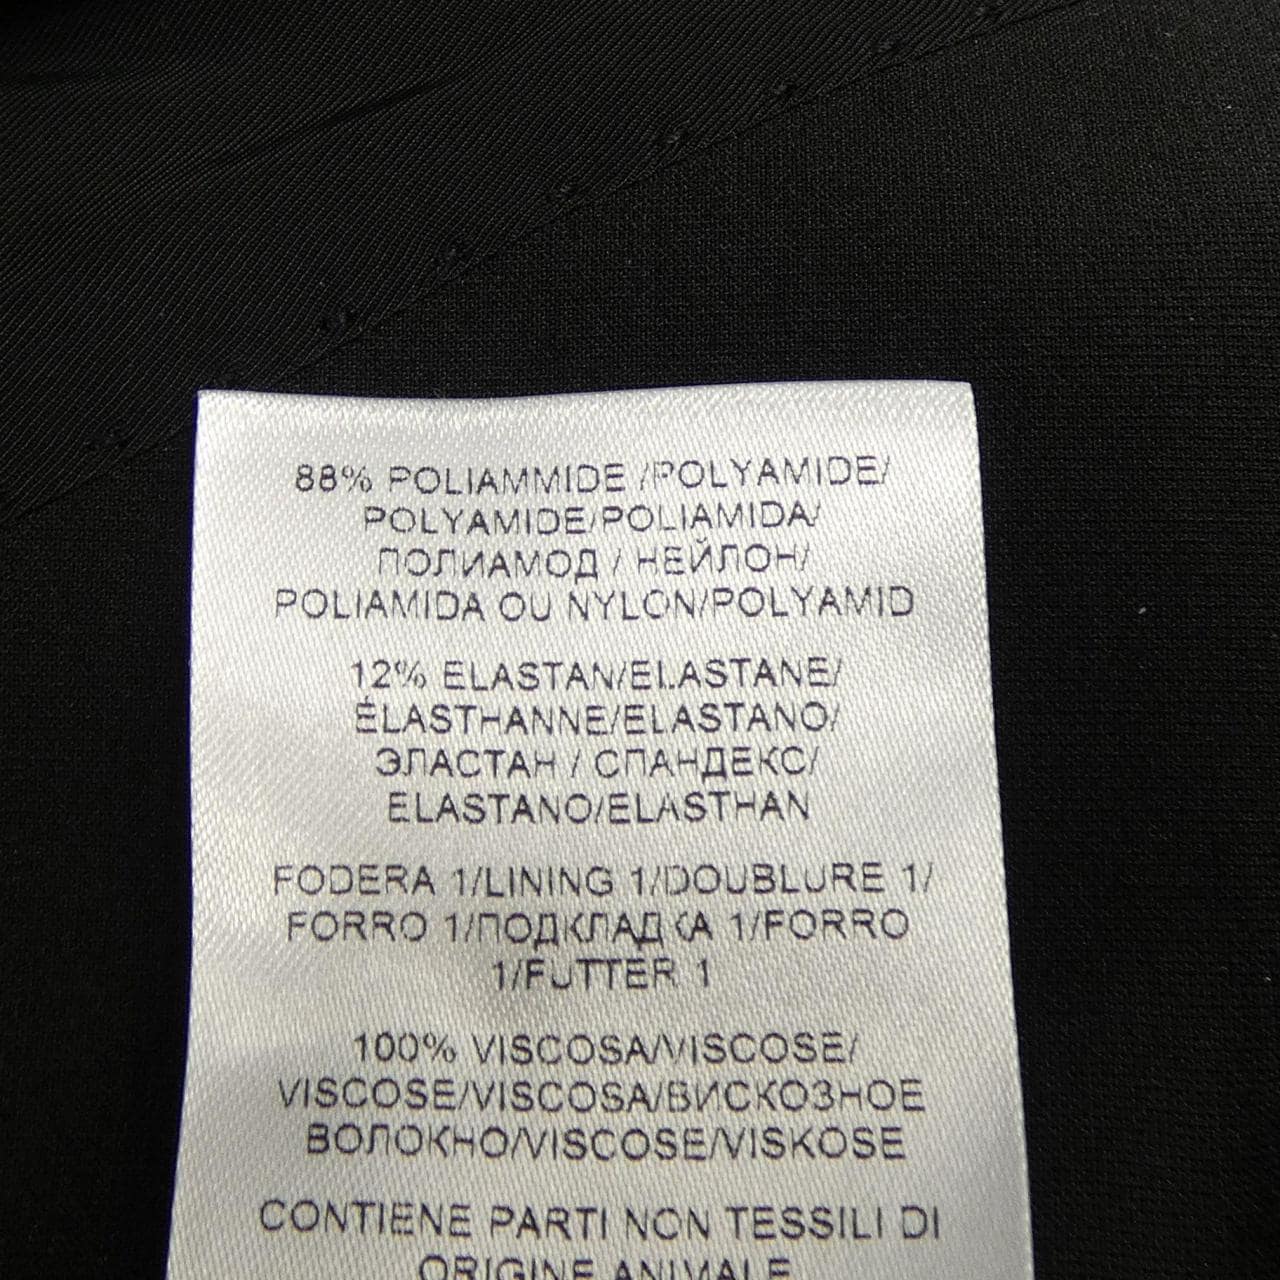 88% POLIAMMIDE /POLYAMIDE/
POLYAMIDE/POLIAMIDA/
ПОЛИАМОД / НЕЙЛОН/
POLIAMIDA OU NYLON/POLYAMID
12% ELASTAN/ELASTANE/
ÉLASTHANNE/ELASTANO/
ЭЛАСТАН / СПАНДЕКС/
ELASTANO/ELASTHAN
FODERA 1/LINING 1/DOUBLURE 1/
FORRO 1/ПОДКЛАДКА 1/FORRO
1/FUTTER 1
100% VISCOSA/VISCOSE/
VISCOSE/VISCOSA/ВИСКОЗНОЕ
ВОЛОКНО/VISCOSE/VISKOSE
CONTIENE PARTI NON TESSILI DI
ORIGINE ANIMALE